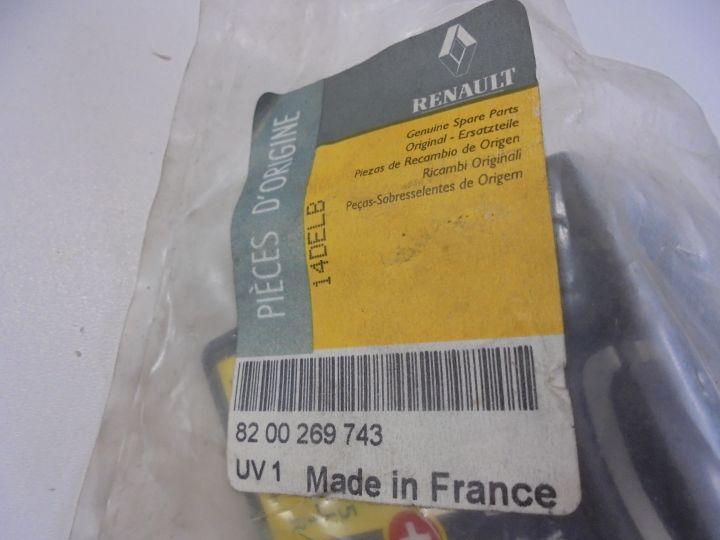 RENAULT
Genuine Spare Parts
Original - Ersatzteile
Piezas de Recambio de Origen
Ricambi Originali
Peças-Sobresselentes de Origem
PIÈCES D'ORIGINE
14DELB
82 00 269 743
UV 1 Made in France